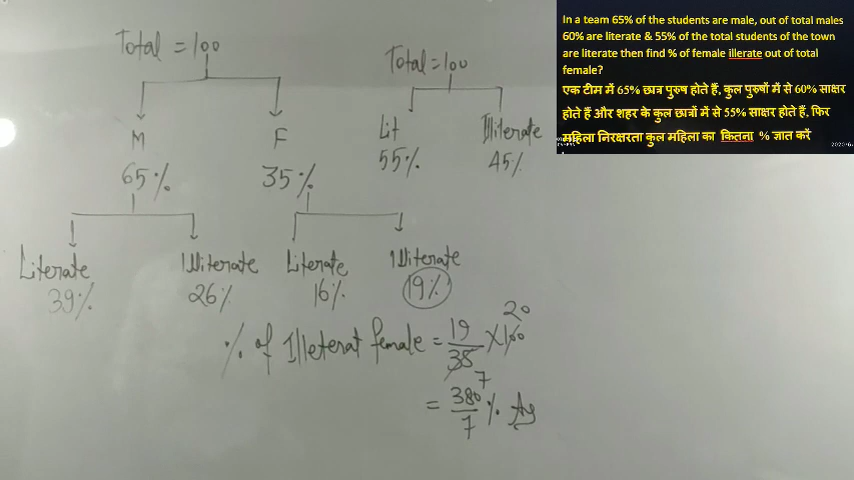 In a team 65% of the students are male, out of total males
60% are literate & 55% of the total students of the town
are literate then find % of female illerate out of total
female?
एक टीम में 65% छात्र पुरुष होते हैं, कुल पुरुषों में से 60% साक्षर
होते हैं और शहर के कुल छात्रों में से 55% साक्षर होते हैं. फिर
महिला निरक्षरता कुल महिला का कितना % ज्ञात करें
Total = 100
Total = 100
M
F
Lit
Illiterate
65%
35%
55%
45%
Literate
Illiterate
Literate
Illiterate
39%
26%
16%
19%
% of Illeterat female = 19/35 × 100
20
7
= 380/7 % Ans